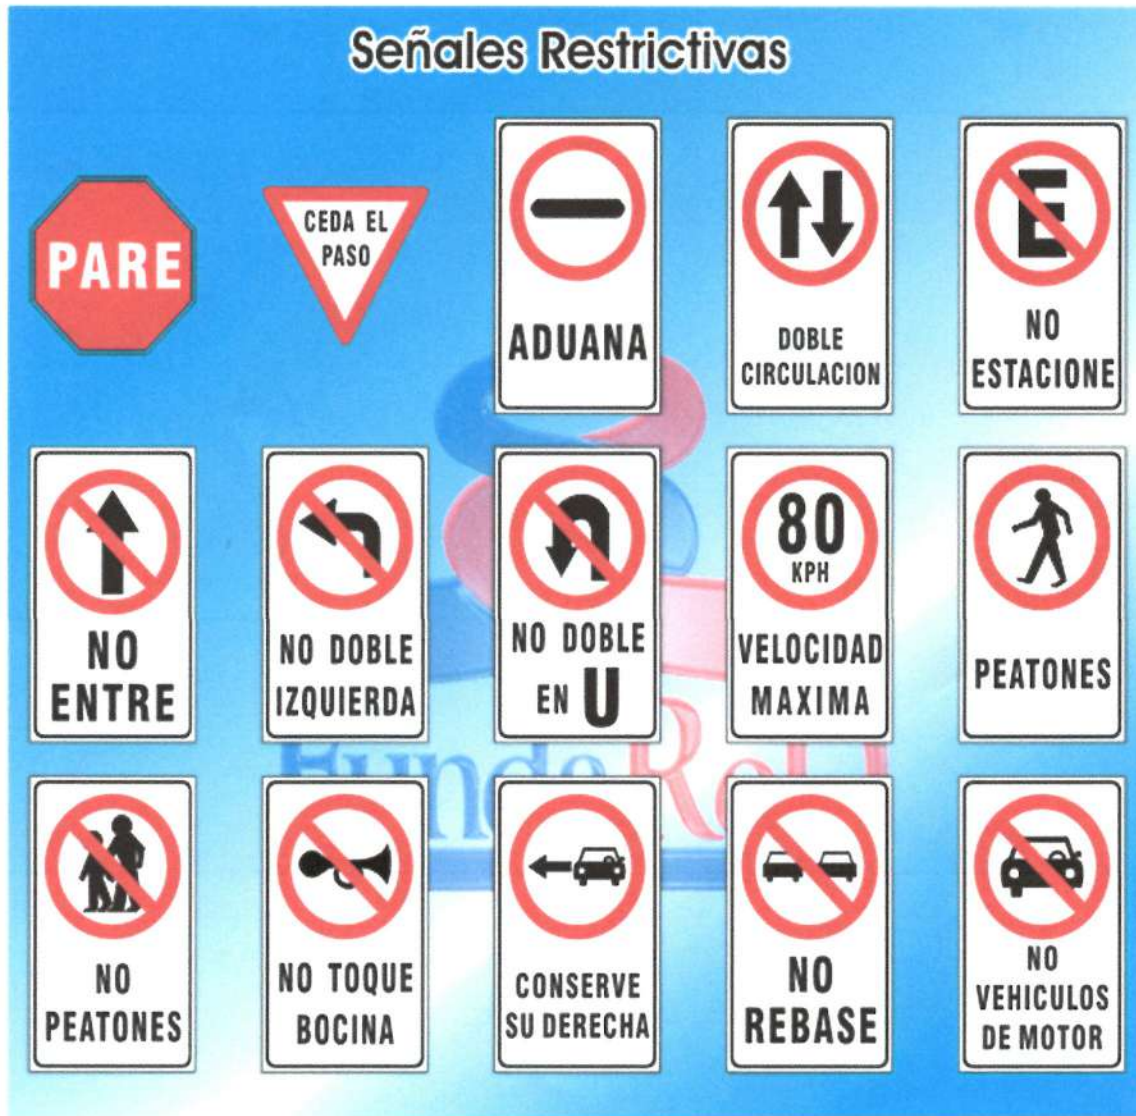 Señales Restrictivas
PARE
CEDA EL
PASO
ADUANA
DOBLE
CIRCULACION
E
NO
ESTACIONE
NO
ENTRE
NO DOBLE
IZQUIERDA
NO DOBLE
EN U
80
KPH
VELOCIDAD
MAXIMA
PEATONES
NO
PEATONES
NO TOQUE
BOCINA
CONSERVE
SU DERECHA
NO
REBASE
NO
VEHICULOS
DE MOTOR